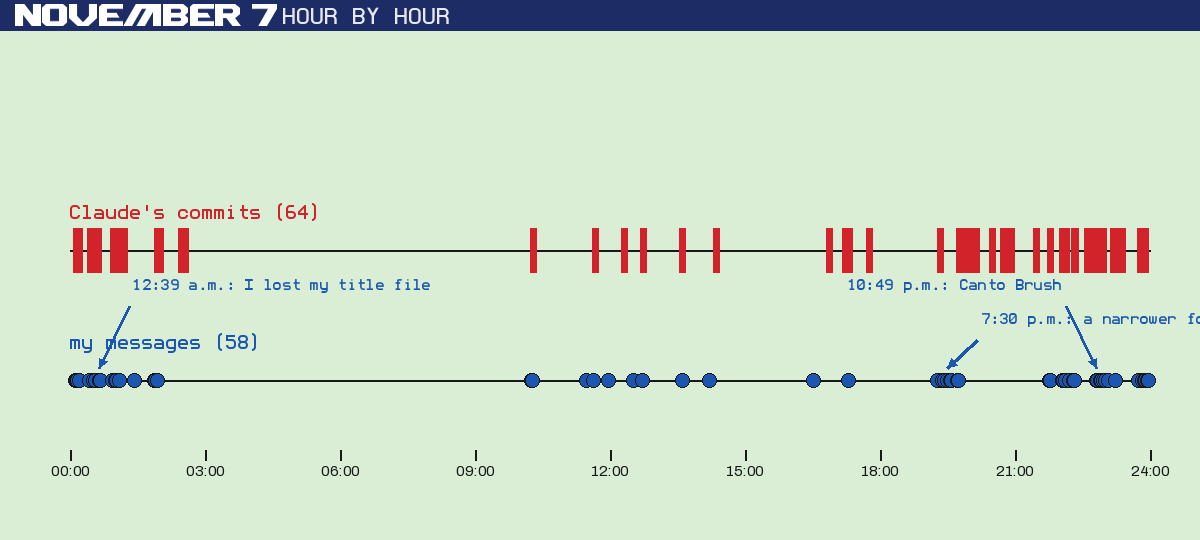 NOVEMBER 7 HOUR BY HOUR
Claude's commits (64)
12:39 a.m.: I lost my title file
10:49 p.m.: Canto Brush
7:30 p.m.: a narrower fo
my messages (58)
00:00 03:00 06:00 09:00 12:00 15:00 18:00 21:00 24:00